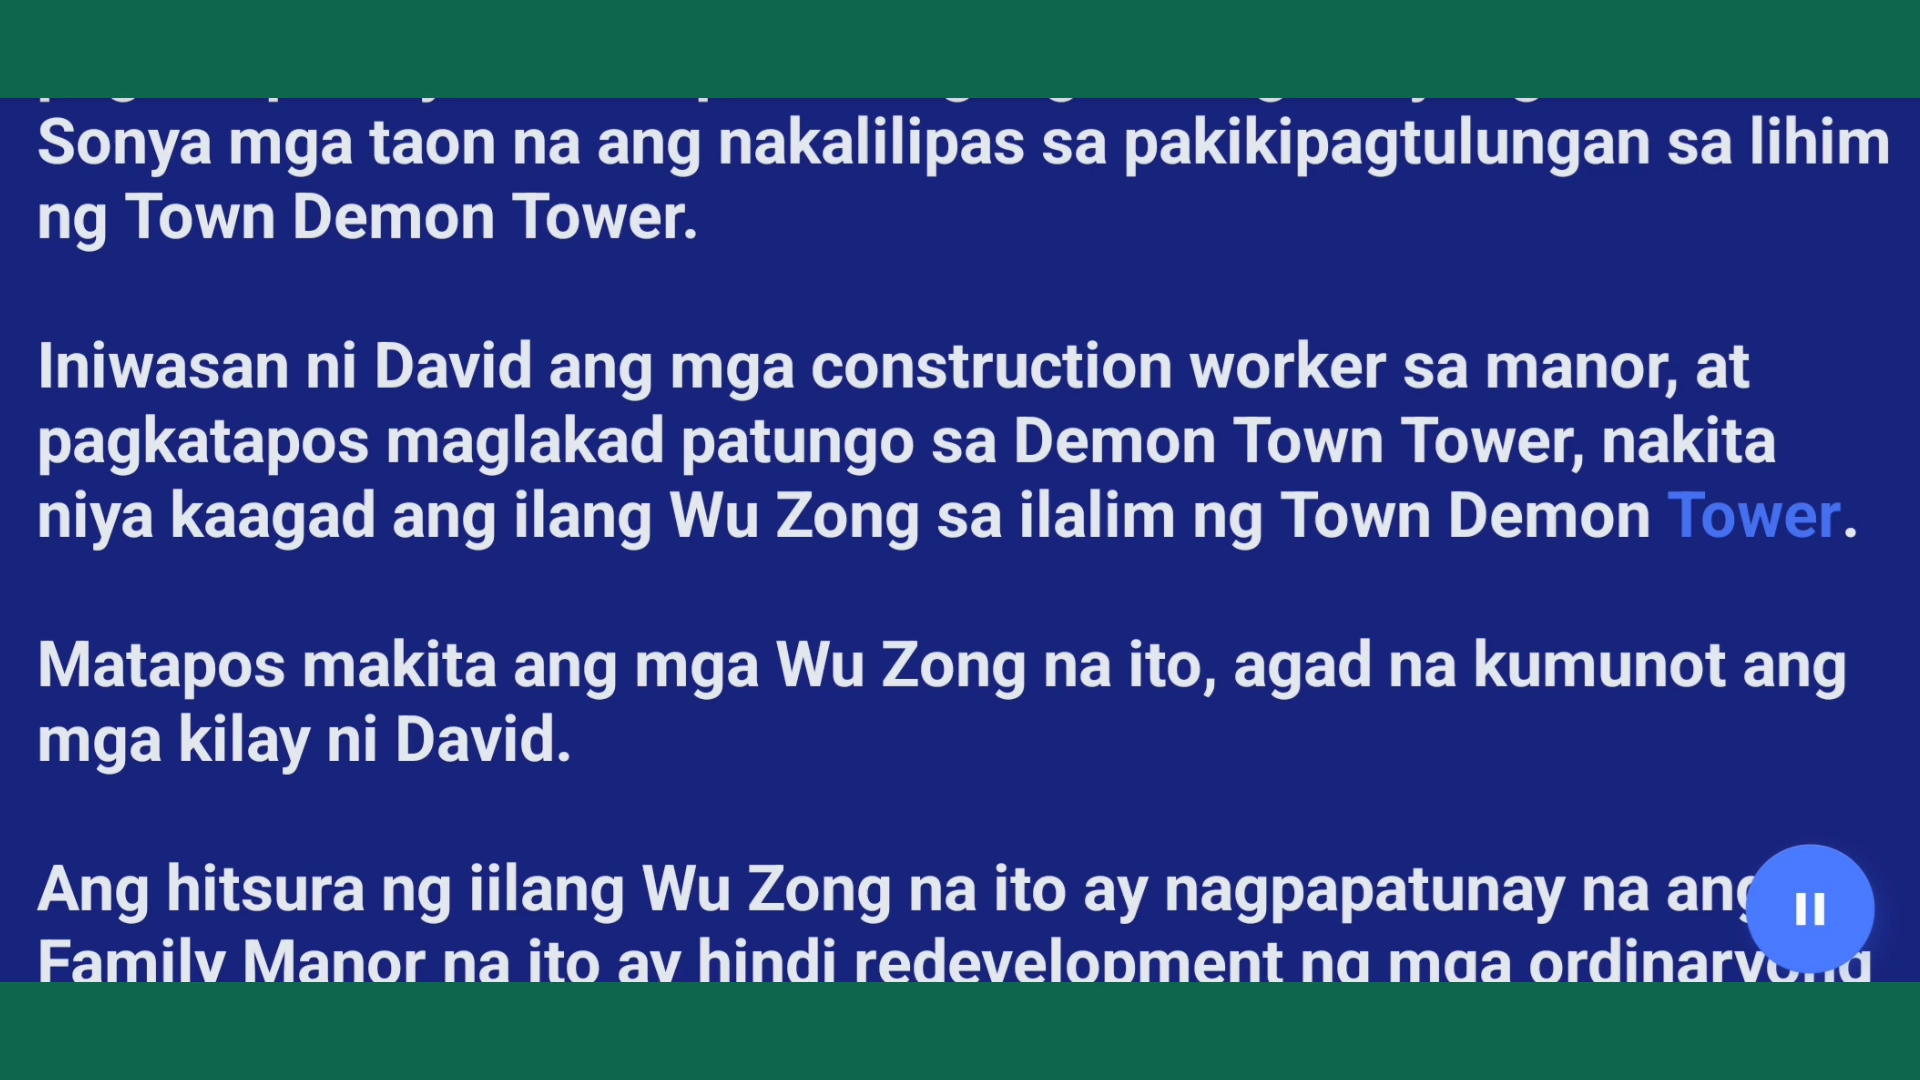 Sonya mga taon na ang nakalilipas sa pakikipagtulungan sa lihim
ng Town Demon Tower.
Iniwasan ni David ang mga construction worker sa manor, at
pagkatapos maglakad patungo sa Demon Town Tower, nakita
niya kaagad ang ilang Wu Zong sa ilalim ng Town Demon Tower.
Matapos makita ang mga Wu Zong na ito, agad na kumunot ang
mga kilay ni David.
Ang hitsura ng iilang Wu Zong na ito ay nagpapatunay na ang
Family Manor na ito ay hindi redevelopment ng mga ordinaryong